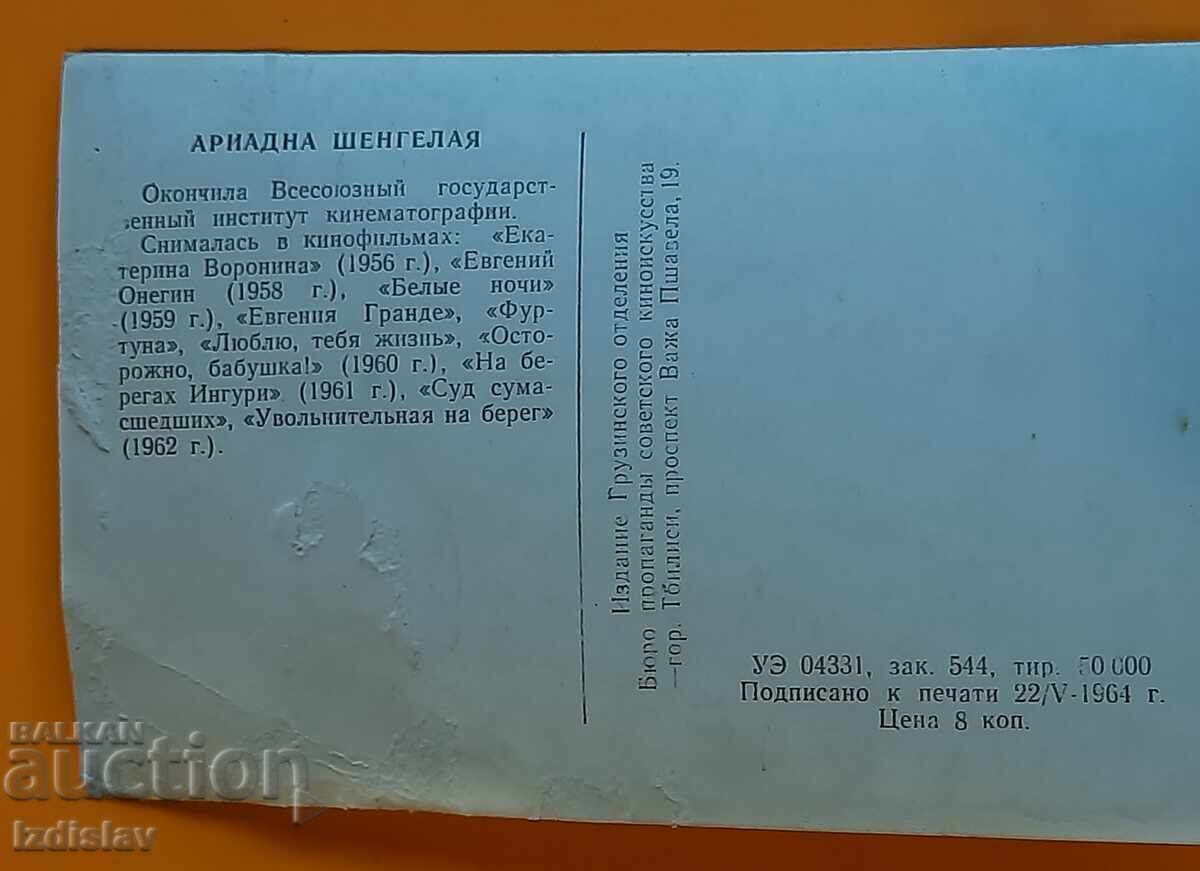 АРИАДНА ШЕНГЕЛАЯ
Окончила Всесоюзный государст-
венный институт кинематографии.
Снималась в кинофильмах: «Ека-
терина Воронина» (1956 г.), «Евгений
Онегин (1958 г.), «Белые ночи»
(1959 г.), «Евгения Гранде», «Фур-
туна», «Люблю, тебя жизнь», «Осто-
рожно, бабушка!» (1960 г.), «На бе-
регах Ингури» (1961 г.), «Суд сума-
сшедших», «Увольнительная на берег»
(1962 г.).
Издание Грузинского отделения
Бюро пропаганды советского киноискусства
—гор. Тбилиси, проспект Важа Пшавела, 19.
УЭ 04331, зак. 544, тир. 50 000
Подписано к печати 22/V-1964 г.
Цена 8 коп.
BALKAN
auction
Izdislav